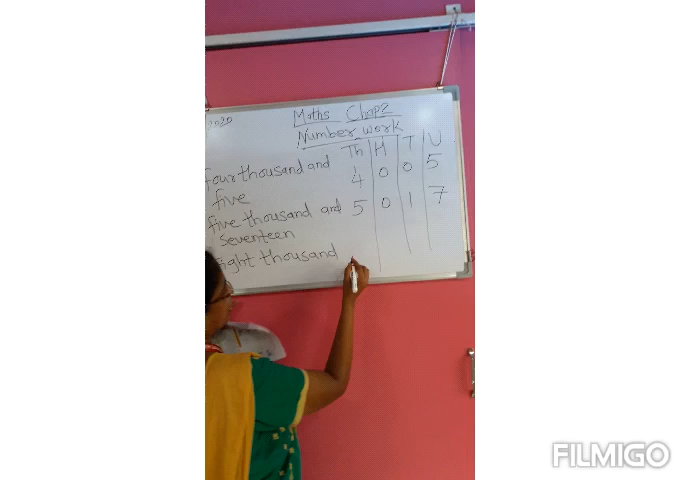 Maths Chap2
Number work
Th H T U
four thousand and 4 0 0 5
five
five thousand and 5 0 1 7
seventeen
eight thousand
FILMIGO